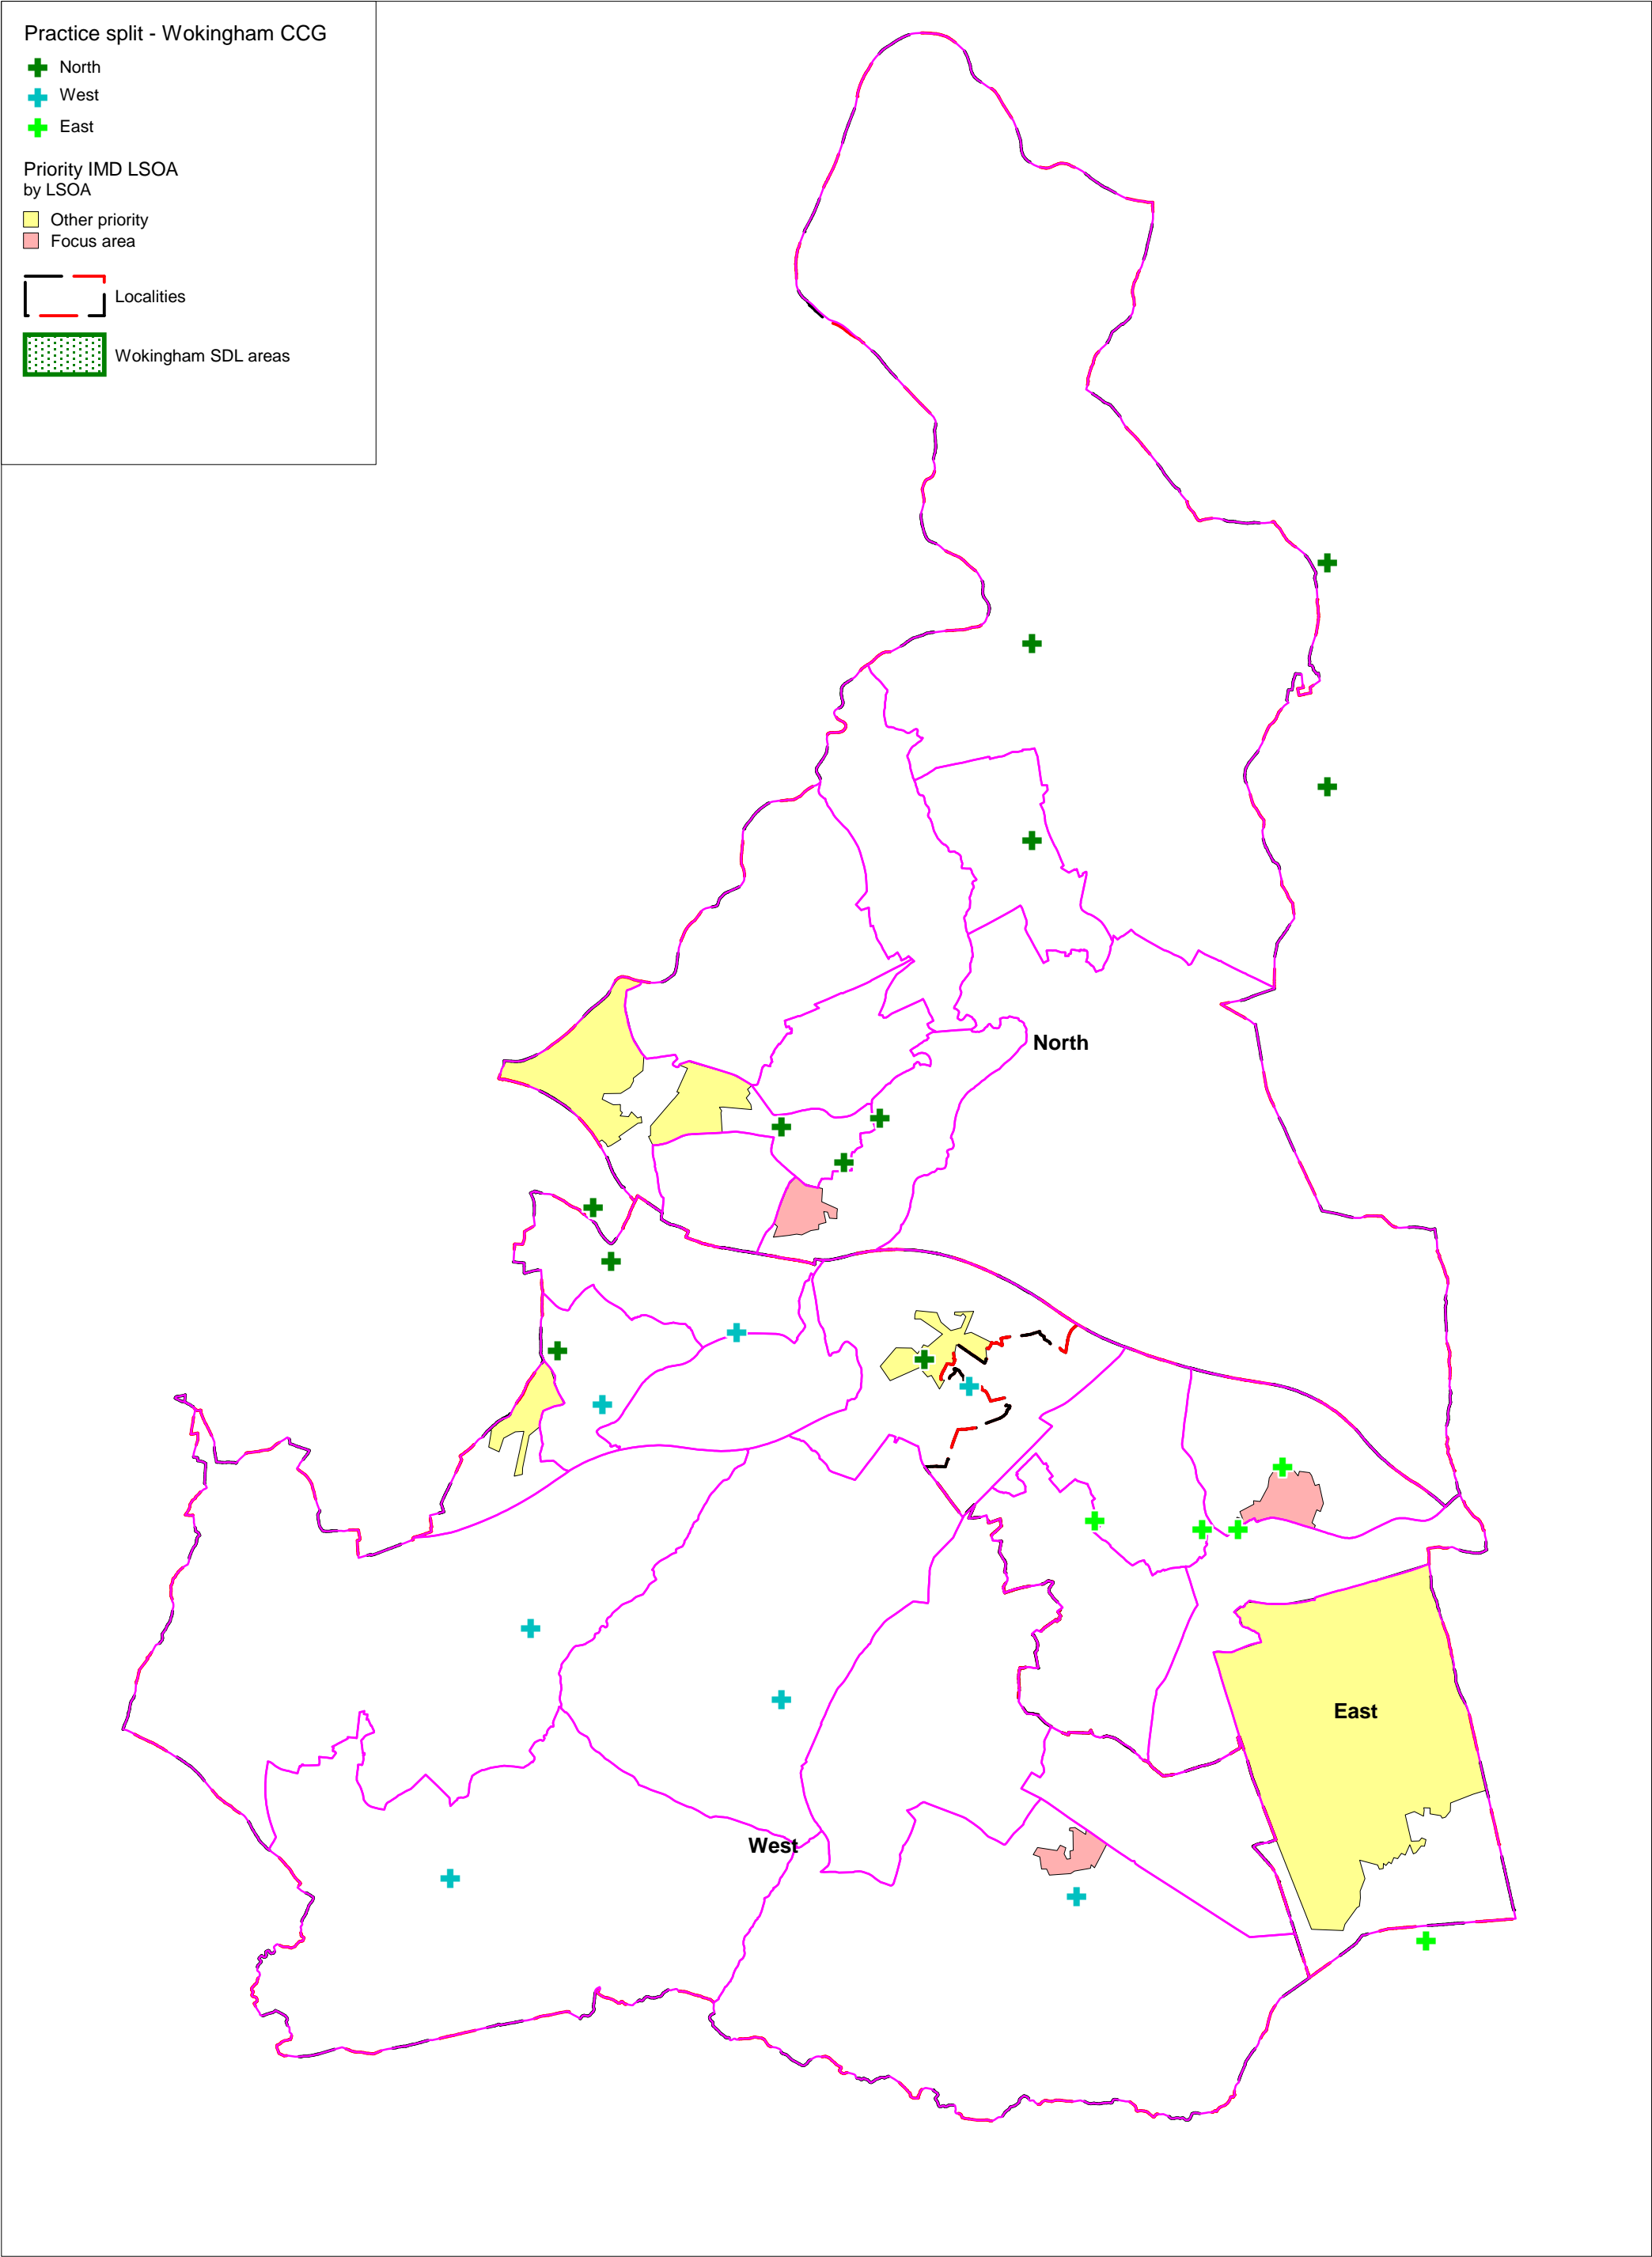 Practice split - Wokingham CCG
North
West
East
Priority IMD LSOA
by LSOA
Other priority
Focus area
Localities
Wokingham SDL areas
North
East
West